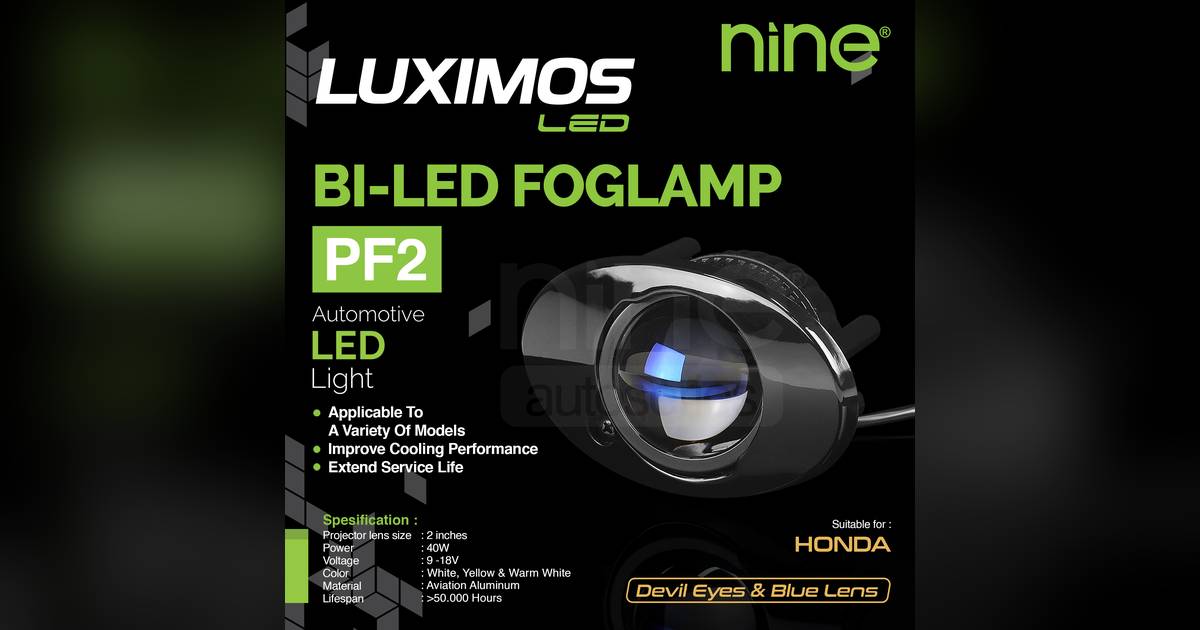 nine®
LUXIMOS
LED
BI-LED FOGLAMP
PF2
Automotive
LED
Light
• Applicable To
A Variety Of Models
• Improve Cooling Performance
• Extend Service Life
nine
autosories
Spesification :
Projector lens size : 2 inches
Power : 40W
Voltage : 9 -18V
Color : White, Yellow & Warm White
Material : Aviation Aluminum
Lifespan : >50.000 Hours
Suitable for :
HONDA
Devil Eyes & Blue Lens